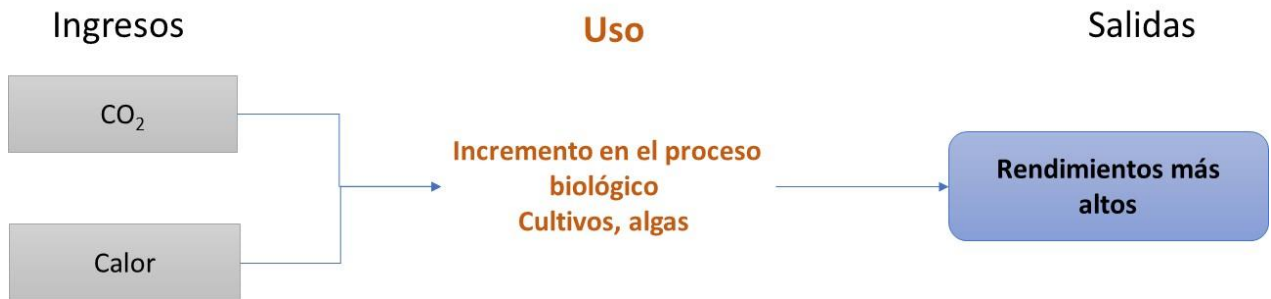 Ingresos
Uso
Salidas
CO₂
Calor
Incremento en el proceso
biológico
Cultivos, algas
Rendimientos más
altos